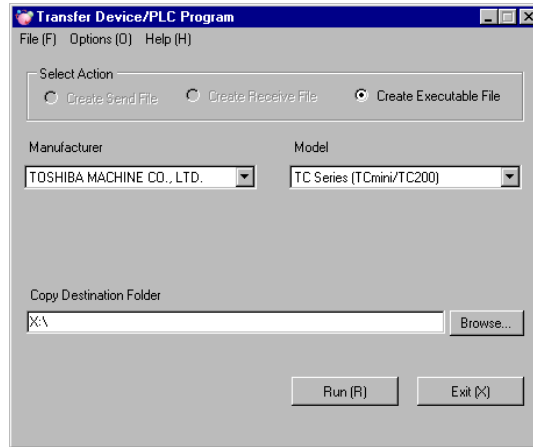 Transfer Device/PLC Program
File (F) Options (O) Help (H)
Select Action
Create Send File Create Receive File Create Executable File
Manufacturer Model
TOSHIBA MACHINE CO., LTD. TC Series (TCmini/TC200)
Copy Destination Folder
X:\ Browse...
Run (R) Exit (X)